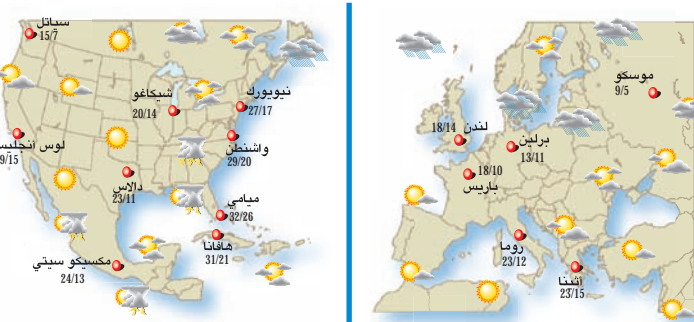 سياتل
15/7
شيكاغو
20/14
نيويورك
27/17
واشنطن
29/20
لوس انجليس
9/15
دالاس
23/11
ميامي
32/26
هافانا
31/21
مكسيكو سيتي
24/13
موسكو
9/5
لندن
18/14
برلين
13/11
18/10
باريس
روما
23/12
أثينا
23/15